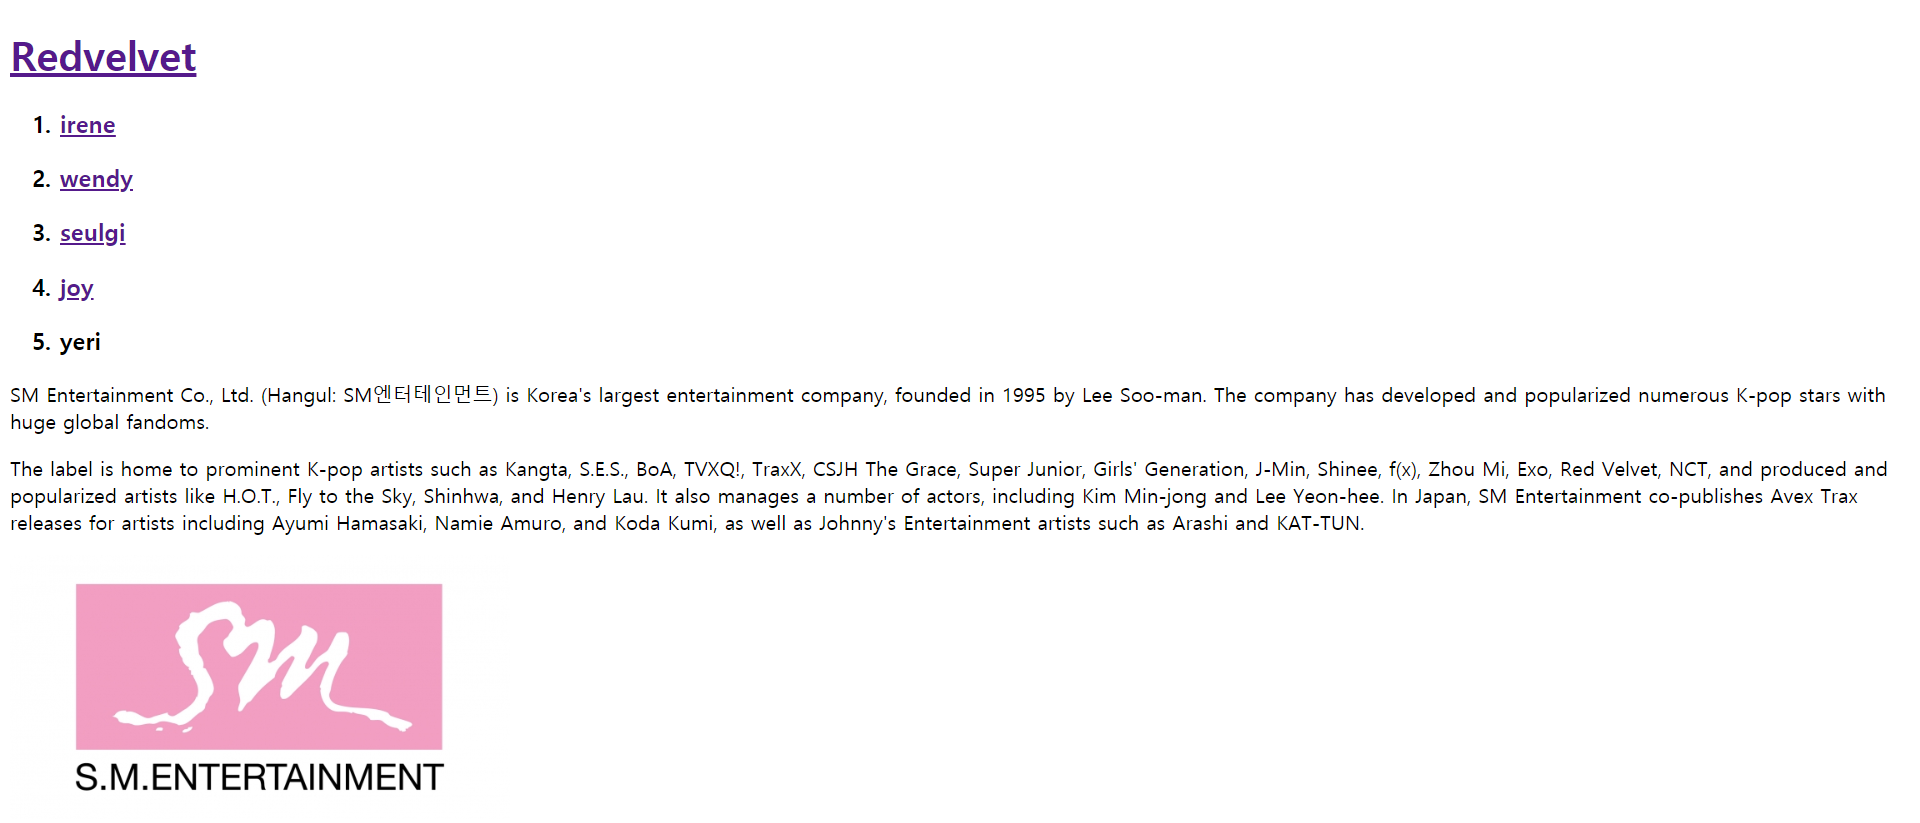 Redvelvet
1. irene
2. wendy
3. seulgi
4. joy
5. yeri
SM Entertainment Co., Ltd. (Hangul: SM엔터테인먼트) is Korea's largest entertainment company, founded in 1995 by Lee Soo-man. The company has developed and popularized numerous K-pop stars with
huge global fandoms.
The label is home to prominent K-pop artists such as Kangta, S.E.S., BoA, TVXQ!, TraxX, CSJH The Grace, Super Junior, Girls' Generation, J-Min, Shinee, f(x), Zhou Mi, Exo, Red Velvet, NCT, and produced and
popularized artists like H.O.T., Fly to the Sky, Shinhwa, and Henry Lau. It also manages a number of actors, including Kim Min-jong and Lee Yeon-hee. In Japan, SM Entertainment co-publishes Avex Trax
releases for artists including Ayumi Hamasaki, Namie Amuro, and Koda Kumi, as well as Johnny's Entertainment artists such as Arashi and KAT-TUN.
SM
S.M.ENTERTAINMENT